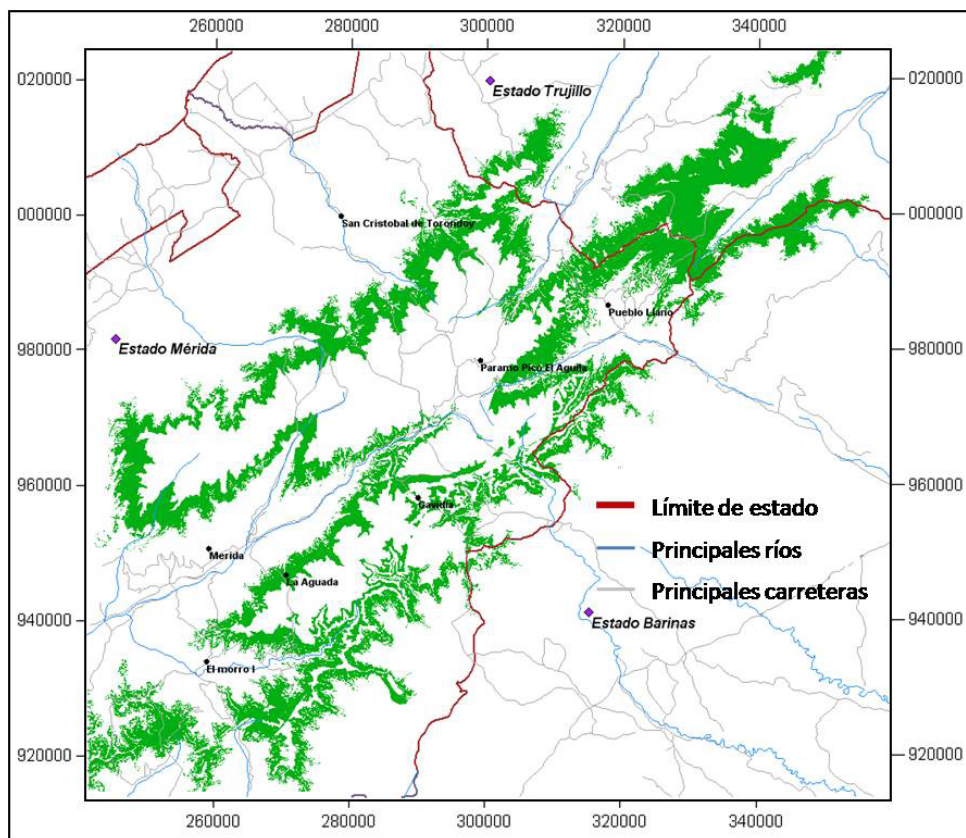 260000 280000 300000 320000 340000
020000 020000
Estado Trujillo
000000 000000
San Cristobal de Torondoy
Pueblo Llano
Estado Mérida
980000 980000
Paramo Pico El Aguila
960000 960000
Gavidia
Límite de estado
Principales ríos
Merida
La Aguada
Principales carreteras
940000 940000
Estado Barinas
El morro I
920000 920000
260000 280000 300000 320000 340000